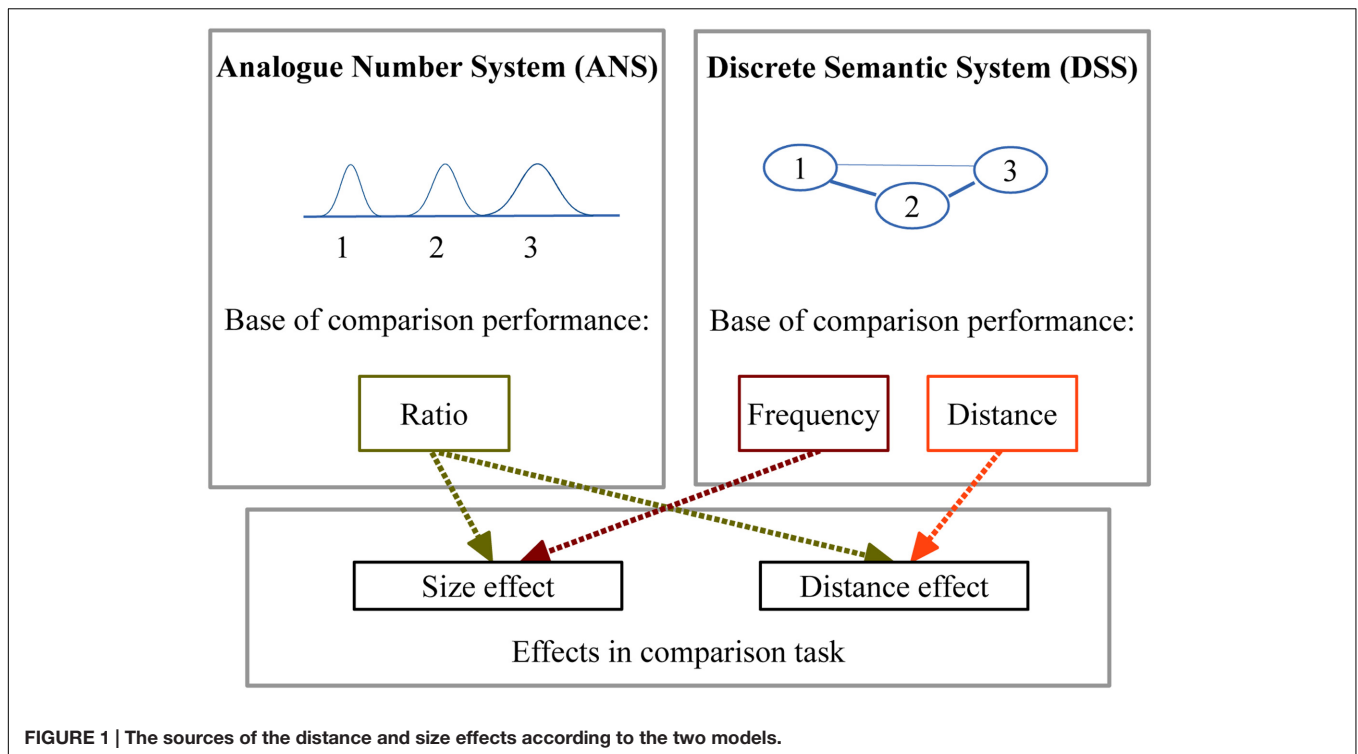 Analogue Number System (ANS)
1 2 3
Base of comparison performance:
Ratio
Discrete Semantic System (DSS)
1
3
2
Base of comparison performance:
Frequency
Distance
Size effect
Distance effect
Effects in comparison task
FIGURE 1 | The sources of the distance and size effects according to the two models.